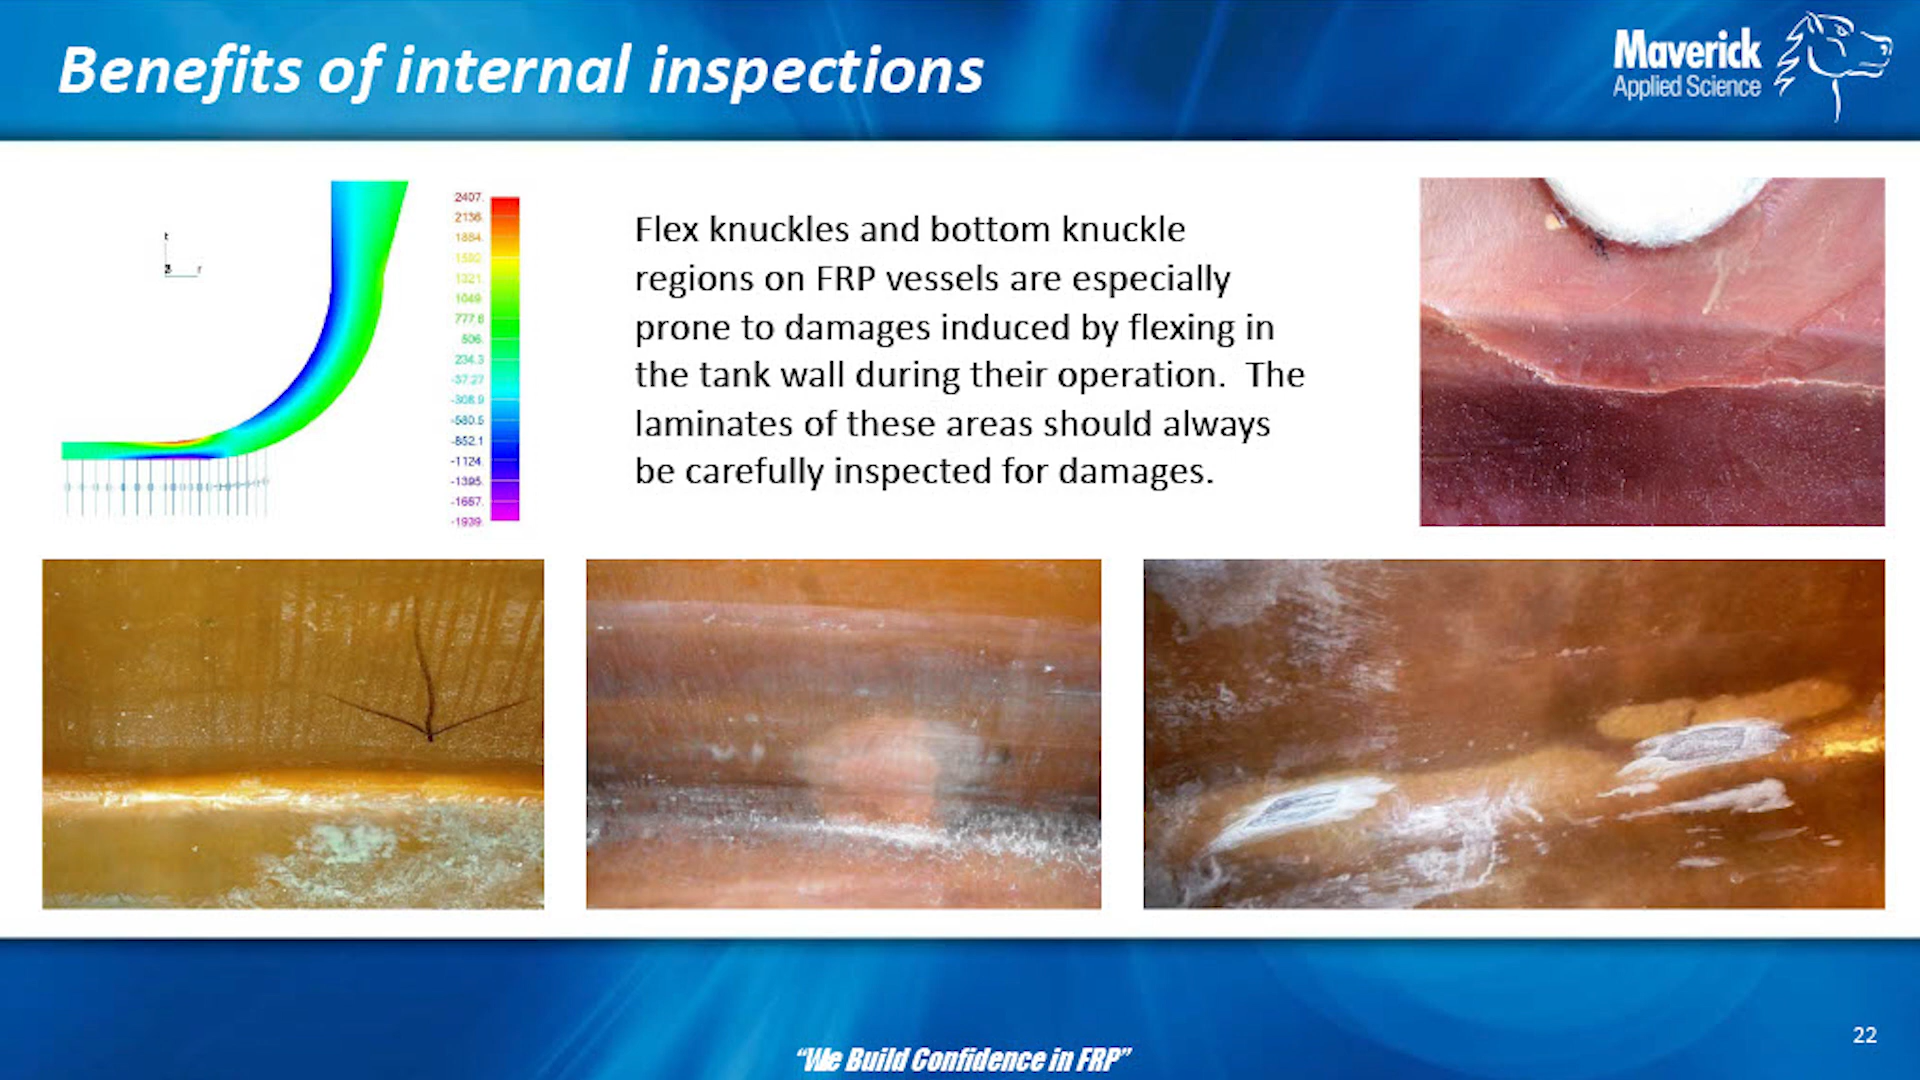 Benefits of internal inspections
Maverick
Applied Science
2407.
2136
1864.
1592
1321
1049
777.6
506.
234.3
-37.27
-308.9
-580.5
-852.1
-1124.
-1395.
-1667.
-1939.
t
r
Flex knuckles and bottom knuckle
regions on FRP vessels are especially
prone to damages induced by flexing in
the tank wall during their operation. The
laminates of these areas should always
be carefully inspected for damages.
22
“We Build Confidence in FRP”